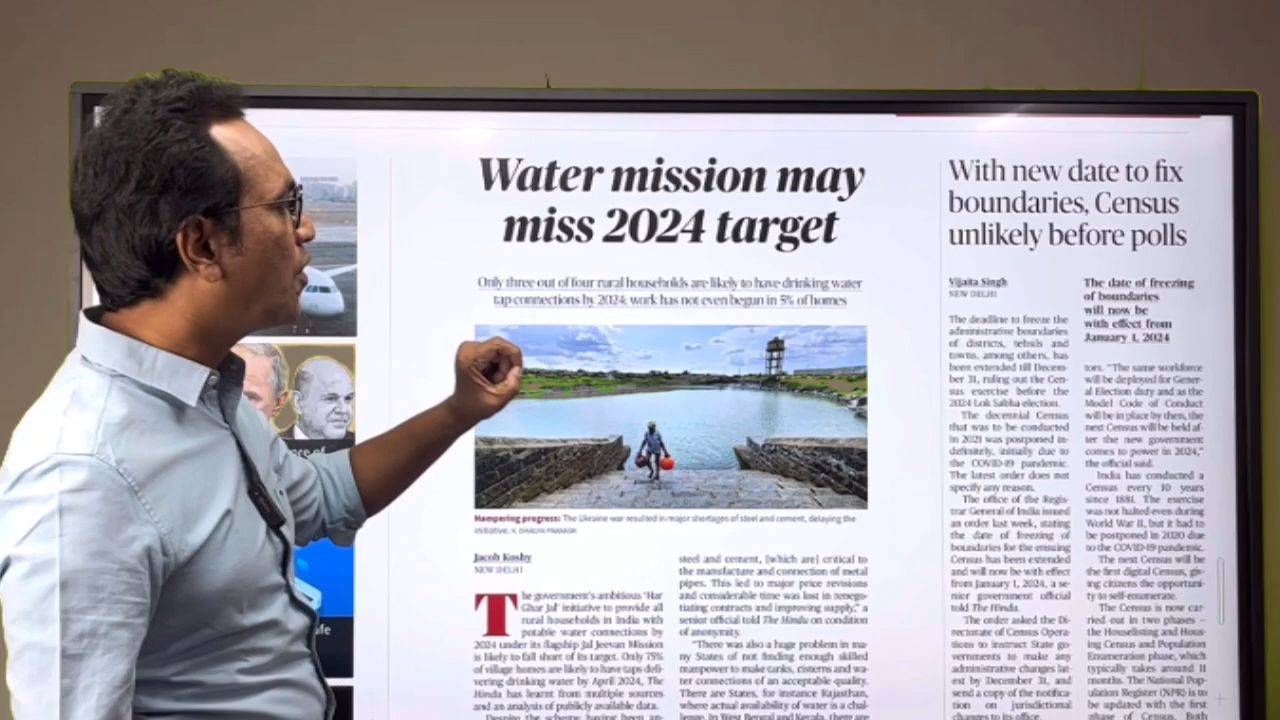 Water mission may
miss 2024 target
Only three out of four rural households are likely to have drinking water
tap connections by 2024; work has not even begun in 5% of homes
Hampering progress: The Ukraine war resulted in major shortages of steel and cement, delaying the
initiative. K. BHAGYA PRAKASH
Jacob Koshy
NEW DELHI
The government's ambitious 'Har
Ghar Jal' initiative to provide all
rural households in India with
potable water connections by
2024 under its flagship Jal Jeevan Mission
is likely to fall short of its target. Only 75%
of village homes are likely to have taps deli-
vering drinking water by April 2024, The
Hindu has learnt from multiple sources
and an analysis of publicly available data.
Despite the scheme having been an-
steel and cement, [which are] critical to
the manufacture and connection of metal
pipes. This led to major price revisions
and considerable time was lost in renego-
tiating contracts and improving supply," a
senior official told The Hindu on condition
of anonymity.
"There was also a huge problem in ma-
ny States of not finding enough skilled
manpower to make tanks, cisterns and wa-
ter connections of an acceptable quality.
There are States, for instance Rajasthan,
where actual availability of water is a chal-
lenge. In West Bengal and Kerala, there are
With new date to fix
boundaries, Census
unlikely before polls
Vijaita Singh
NEW DELHI
The deadline to freeze the
administrative boundaries
of districts, tehsils and
towns, among others, has
been extended till Decem-
ber 31, ruling out the Cen-
sus exercise before the
2024 Lok Sabha election.
The decennial Census
that was to be conducted
in 2021 was postponed in-
definitely, initially due to
the COVID-19 pandemic.
The latest order does not
specify any reason.
The office of the Regis-
trar General of India issued
an order last week, stating
the date of freezing of
boundaries for the ensuing
Census has been extended
and will now be with effect
from January 1, 2024, a se-
nior government official
told The Hindu.
The order asked the Di-
rectorate of Census Opera-
tions to instruct State go-
vernments to make any
administrative changes lat-
est by December 31, and
send a copy of the notifica-
tion on jurisdictional
changes to its office.
The date of freezing
of boundaries
will now be
with effect from
January 1, 2024
tors. "The same workforce
will be deployed for Gener-
al Election duty and as the
Model Code of Conduct
will be in place by then, the
next Census will be held af-
ter the new government
comes to power in 2024,"
the official said.
India has conducted a
Census every 10 years
since 1881. The exercise
was not halted even during
World War II, but it had to
be postponed in 2020 due
to the COVID-19 pandemic.
The next Census will be
the first digital Census, giv-
ing citizens the opportuni-
ty to self-enumerate.
The Census is now car-
ried out in two phases –
the Houselisting and Hous-
ing Census and Population
Enumeration phase, which
typically takes around 11
months. The National Pop-
ulation Register (NPR) is to
be updated with the first
phase of Census.